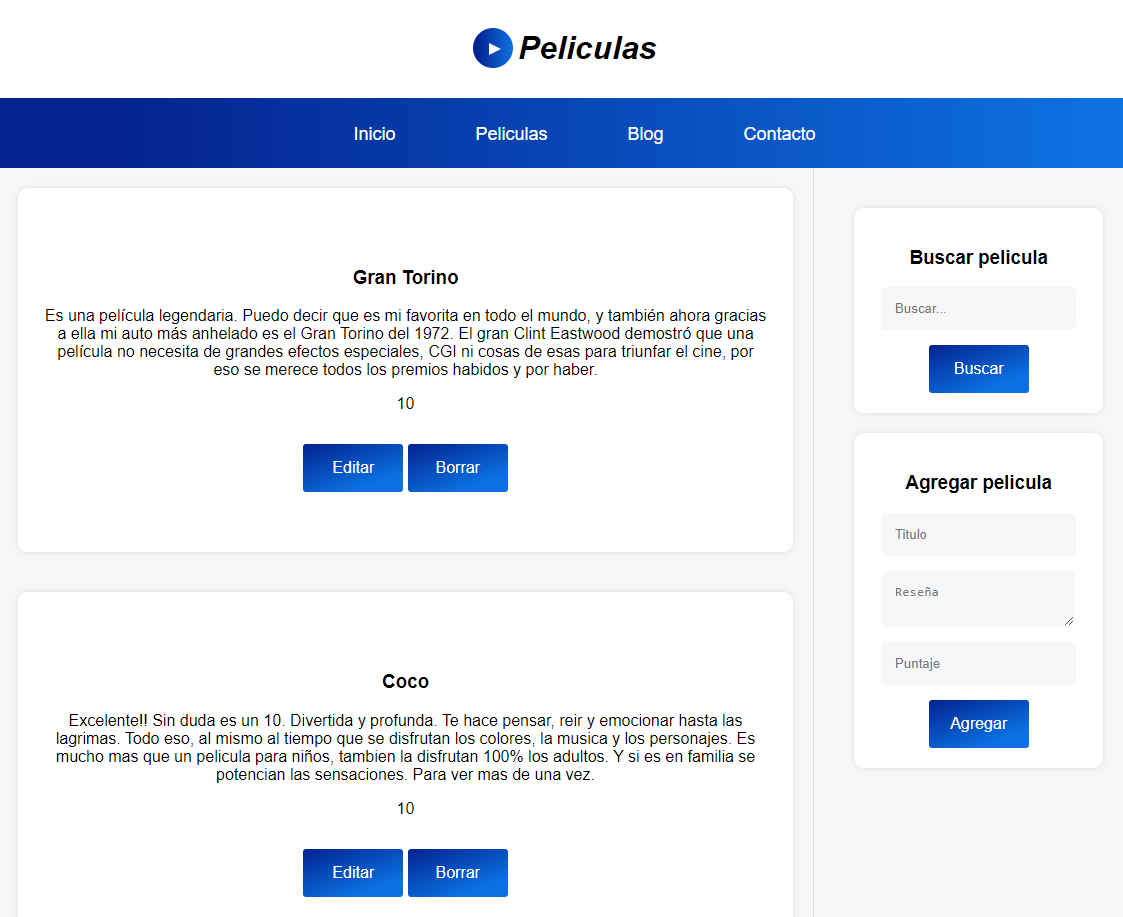 Peliculas
Inicio Peliculas Blog Contacto
Gran Torino
Es una película legendaria. Puedo decir que es mi favorita en todo el mundo, y también ahora gracias
a ella mi auto más anhelado es el Gran Torino del 1972. El gran Clint Eastwood demostró que una
película no necesita de grandes efectos especiales, CGI ni cosas de esas para triunfar el cine, por
eso se merece todos los premios habidos y por haber.
10
Editar Borrar
Coco
Excelente!! Sin duda es un 10. Divertida y profunda. Te hace pensar, reir y emocionar hasta las
lagrimas. Todo eso, al mismo al tiempo que se disfrutan los colores, la musica y los personajes. Es
mucho mas que un pelicula para niños, tambien la disfrutan 100% los adultos. Y si es en familia se
potencian las sensaciones. Para ver mas de una vez.
10
Editar Borrar
Buscar pelicula
Buscar...
Buscar
Agregar pelicula
Titulo
Reseña
Puntaje
Agregar